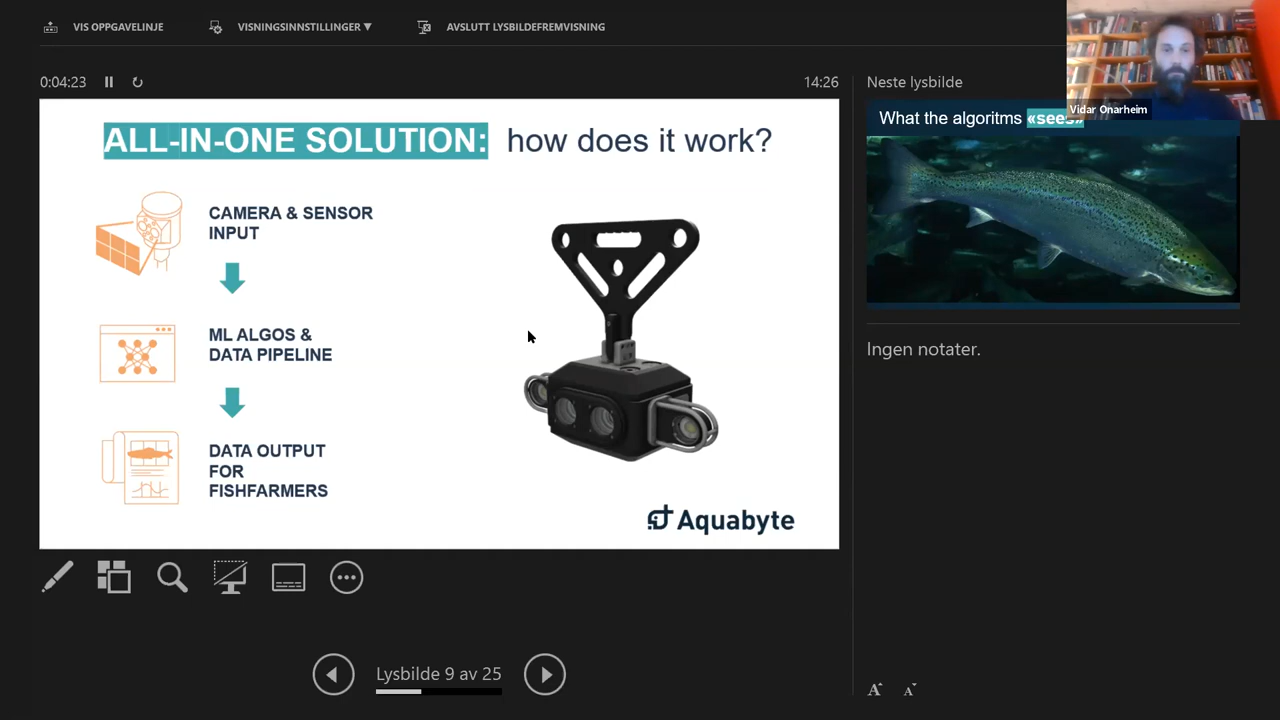 VIS OPPGAVELINJE
VISNINGSINNSTILLINGER ▼
AVSLUTT LYSBILDEFREMVISNING
0:04:23
14:26
Neste lysbilde
Vidar Onarheim
ALL-IN-ONE SOLUTION: how does it work?
CAMERA & SENSOR
INPUT
ML ALGOS &
DATA PIPELINE
DATA OUTPUT
FOR
FISHFARMERS
Aquabyte
What the algoritms «sees»
Ingen notater.
Lysbilde 9 av 25
A A